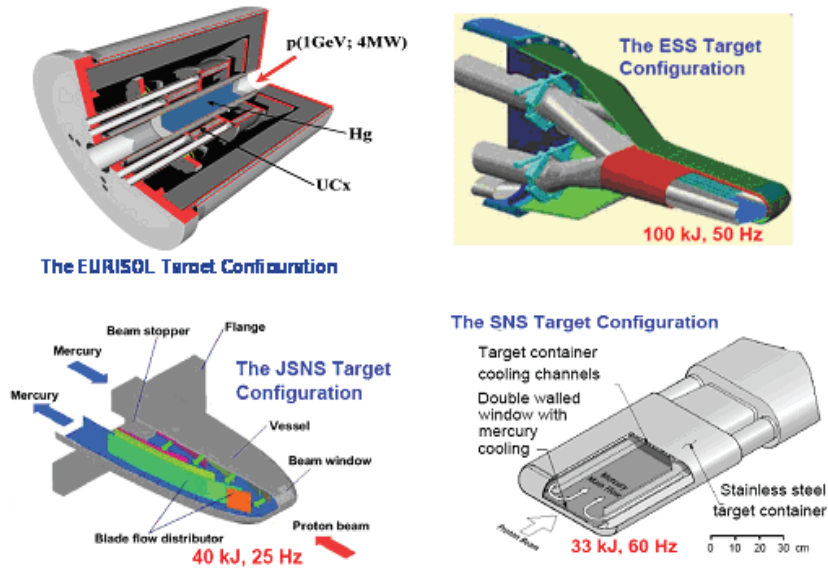 p(1GeV; 4MW)
Hg
UCx
The EURISOL Target Configuration
The ESS Target
Configuration
100 kJ, 50 Hz
Beam stopper
Flange
Mercury
Mercury
The JSNS Target
Configuration
Vessel
Beam window
Blade flow distributor
Proton beam
40 kJ, 25 Hz
The SNS Target Configuration
Target container
cooling channels
Double walled
window with
mercury
cooling
Mercury
Main Flow
Stainless steel
target container
Proton Beam
33 kJ, 60 Hz
0 10 20 30 cm